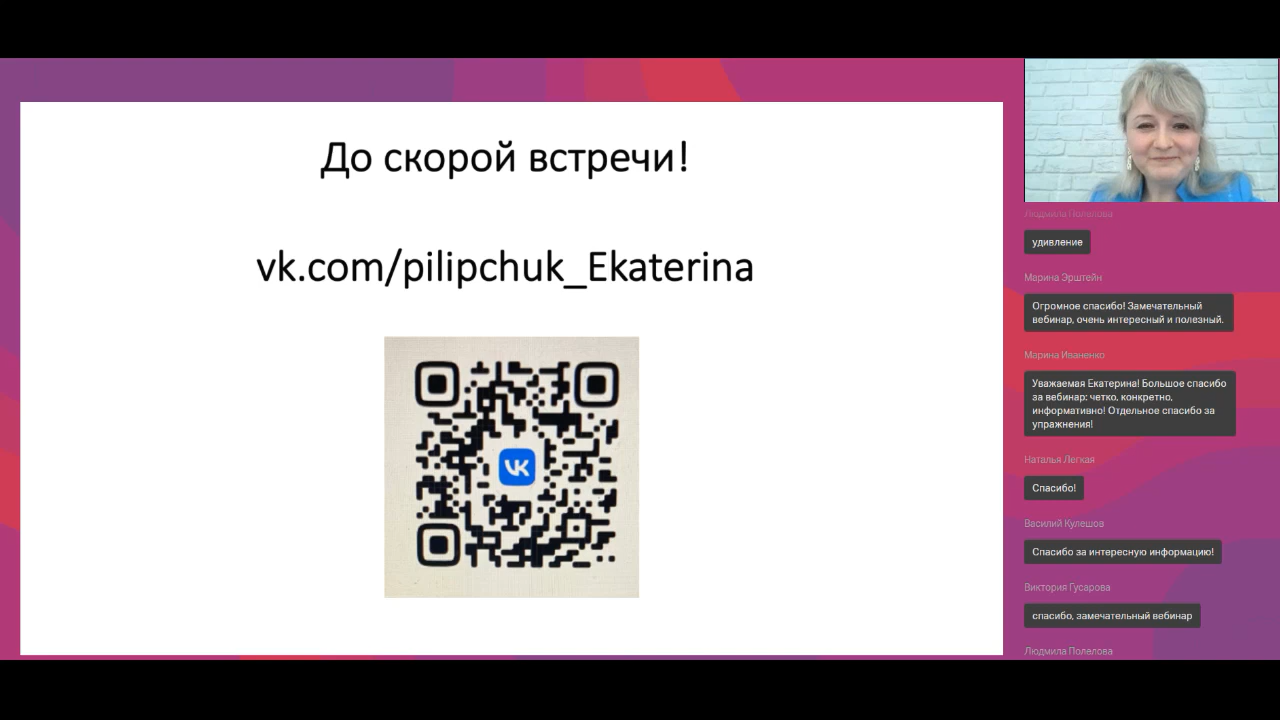 До скорой встречи!
vk.com/pilipchuk_Ekaterina
VK
Людмила Полелова
удивление
Марина Эрштейн
Огромное спасибо! Замечательный
вебинар, очень интересный и полезный.
Марина Иваненко
Уважаемая Екатерина! Большое спасибо
за вебинар: четко, конкретно,
информативно! Отдельное спасибо за
упражнения!
Наталья Легкая
Спасибо!
Василий Кулешов
Спасибо за интересную информацию!
Виктория Гусарова
спасибо, замечательный вебинар
Людмила Полелова